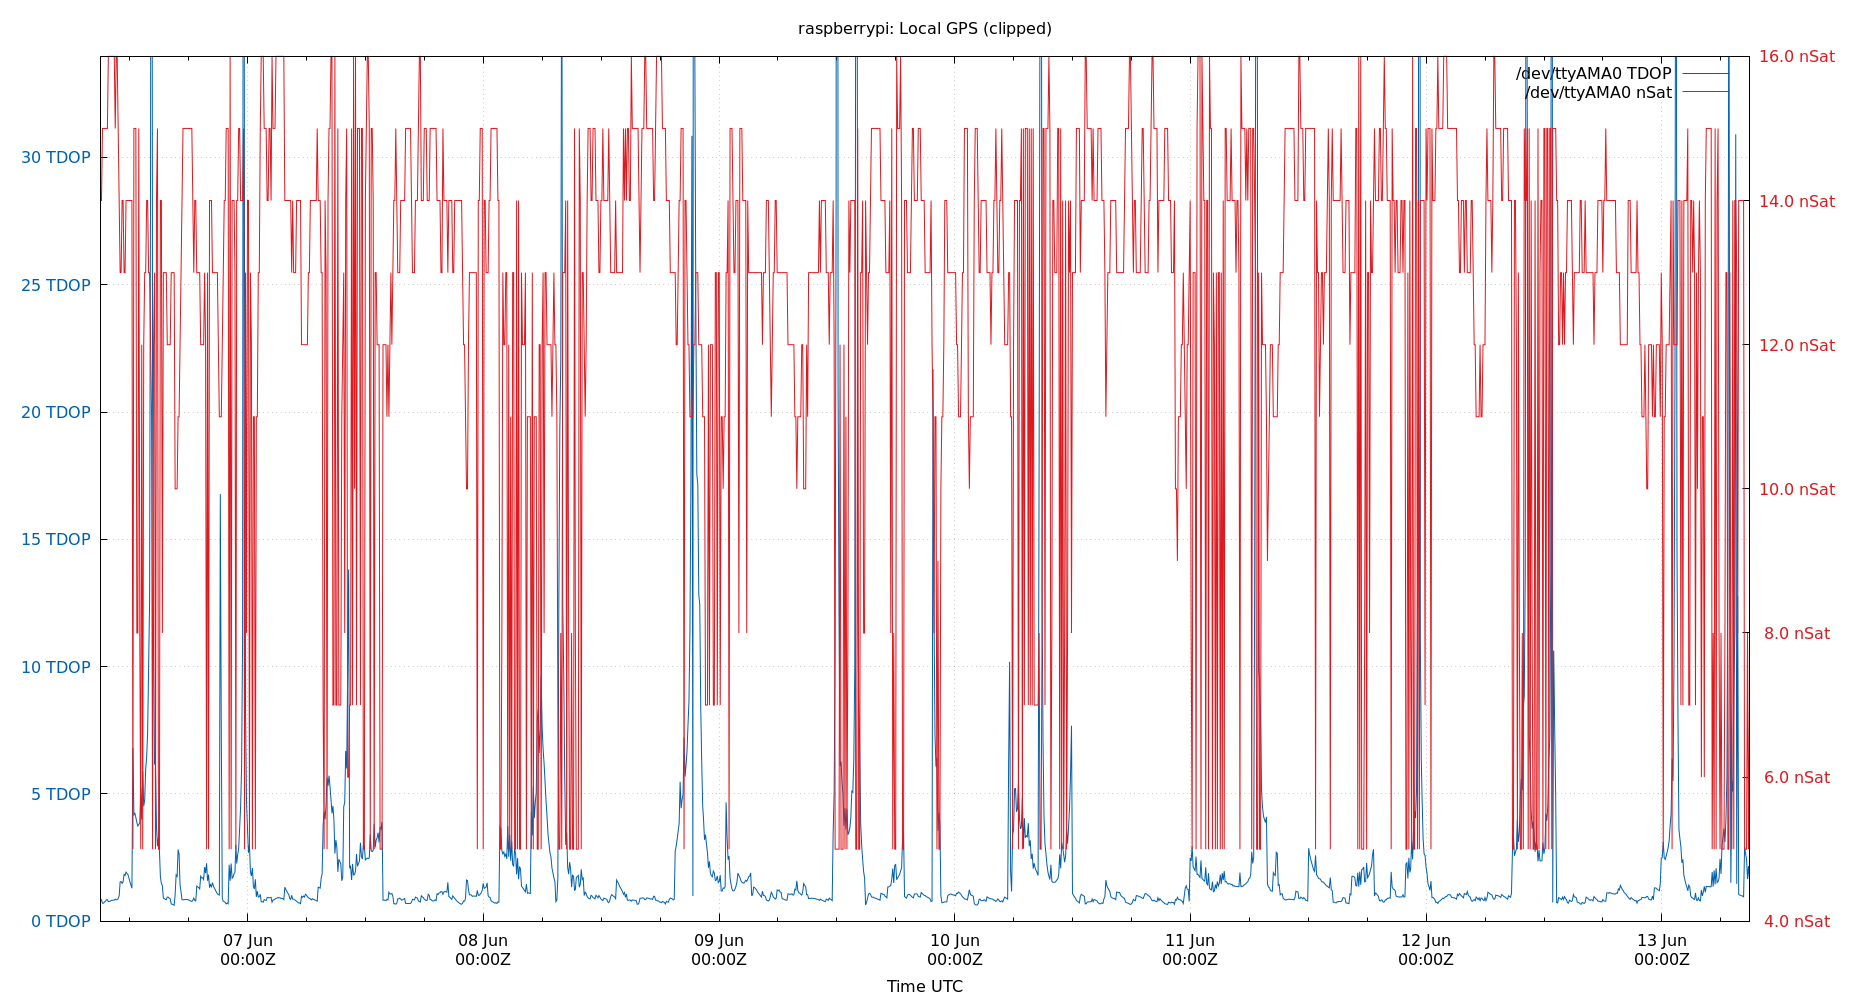 raspberrypi: Local GPS (clipped)
16.0 nSat
/dev/ttyAMA0 TDOP
/dev/ttyAMA0 nSat
30 TDOP
14.0 nSat
25 TDOP
12.0 nSat
20 TDOP
10.0 nSat
15 TDOP
8.0 nSat
10 TDOP
6.0 nSat
5 TDOP
0 TDOP
4.0 nSat
07 Jun 08 Jun 09 Jun 10 Jun 11 Jun 12 Jun 13 Jun
00:00Z 00:00Z 00:00Z 00:00Z 00:00Z 00:00Z 00:00Z
Time UTC